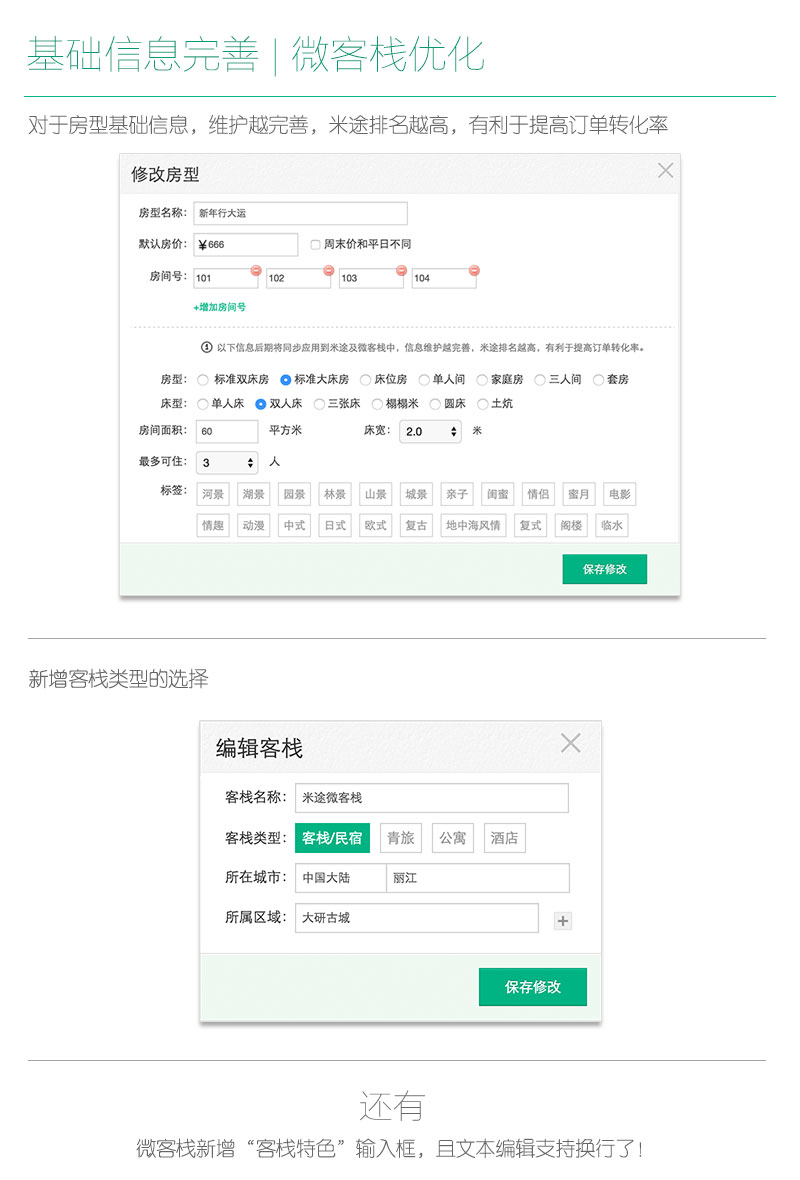 基础信息完善 | 微客栈优化
对于房型基础信息，维护越完善，米途排名越高，有利于提高订单转化率
修改房型
房型名称： 新年行大运
默认房价： ¥666 周末价和平日不同
房间号： 101 102 103 104
+增加房间号
以下信息后期将同步应用到米途及微客栈中，信息维护越完善，米途排名越高，有利于提高订单转化率。
房型： 标准双床房 标准大床房 床位房 单人间 家庭房 三人间 套房
床型： 单人床 双人床 三张床 榻榻米 圆床 土炕
房间面积： 60 平方米 床宽： 2.0 米
最多可住： 3 人
标签： 河景 湖景 园景 林景 山景 城景 亲子 闺蜜 情侣 蜜月 电影
情趣 动漫 中式 日式 欧式 复古 地中海风情 复式 阁楼 临水
保存修改
新增客栈类型的选择
编辑客栈
客栈名称： 米途微客栈
客栈类型： 客栈/民宿 青旅 公寓 酒店
所在城市： 中国大陆 丽江
所属区域： 大研古城 +
保存修改
还有
微客栈新增“客栈特色”输入框，且文本编辑支持换行了！